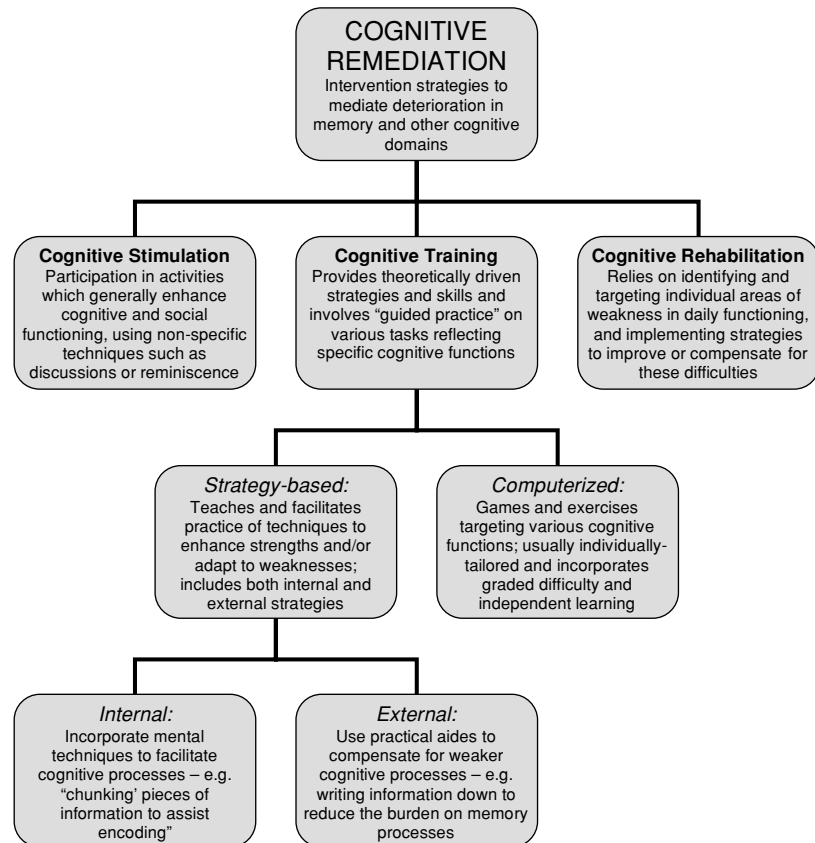 COGNITIVE
REMEDIATION
Intervention strategies to
mediate deterioration in
memory and other cognitive
domains
Cognitive Stimulation
Participation in activities
which generally enhance
cognitive and social
functioning, using non-specific
techniques such as
discussions or reminiscence
Cognitive Training
Provides theoretically driven
strategies and skills and
involves “guided practice” on
various tasks reflecting
specific cognitive functions
Cognitive Rehabilitation
Relies on identifying and
targeting individual areas of
weakness in daily functioning,
and implementing strategies
to improve or compensate for
these difficulties
Strategy-based:
Teaches and facilitates
practice of techniques to
enhance strengths and/or
adapt to weaknesses;
includes both internal and
external strategies
Computerized:
Games and exercises
targeting various cognitive
functions; usually individually-
tailored and incorporates
graded difficulty and
independent learning
Internal:
Incorporate mental
techniques to facilitate
cognitive processes – e.g.
“chunking’ pieces of
information to assist
encoding”
External:
Use practical aides to
compensate for weaker
cognitive processes – e.g.
writing information down to
reduce the burden on memory
processes